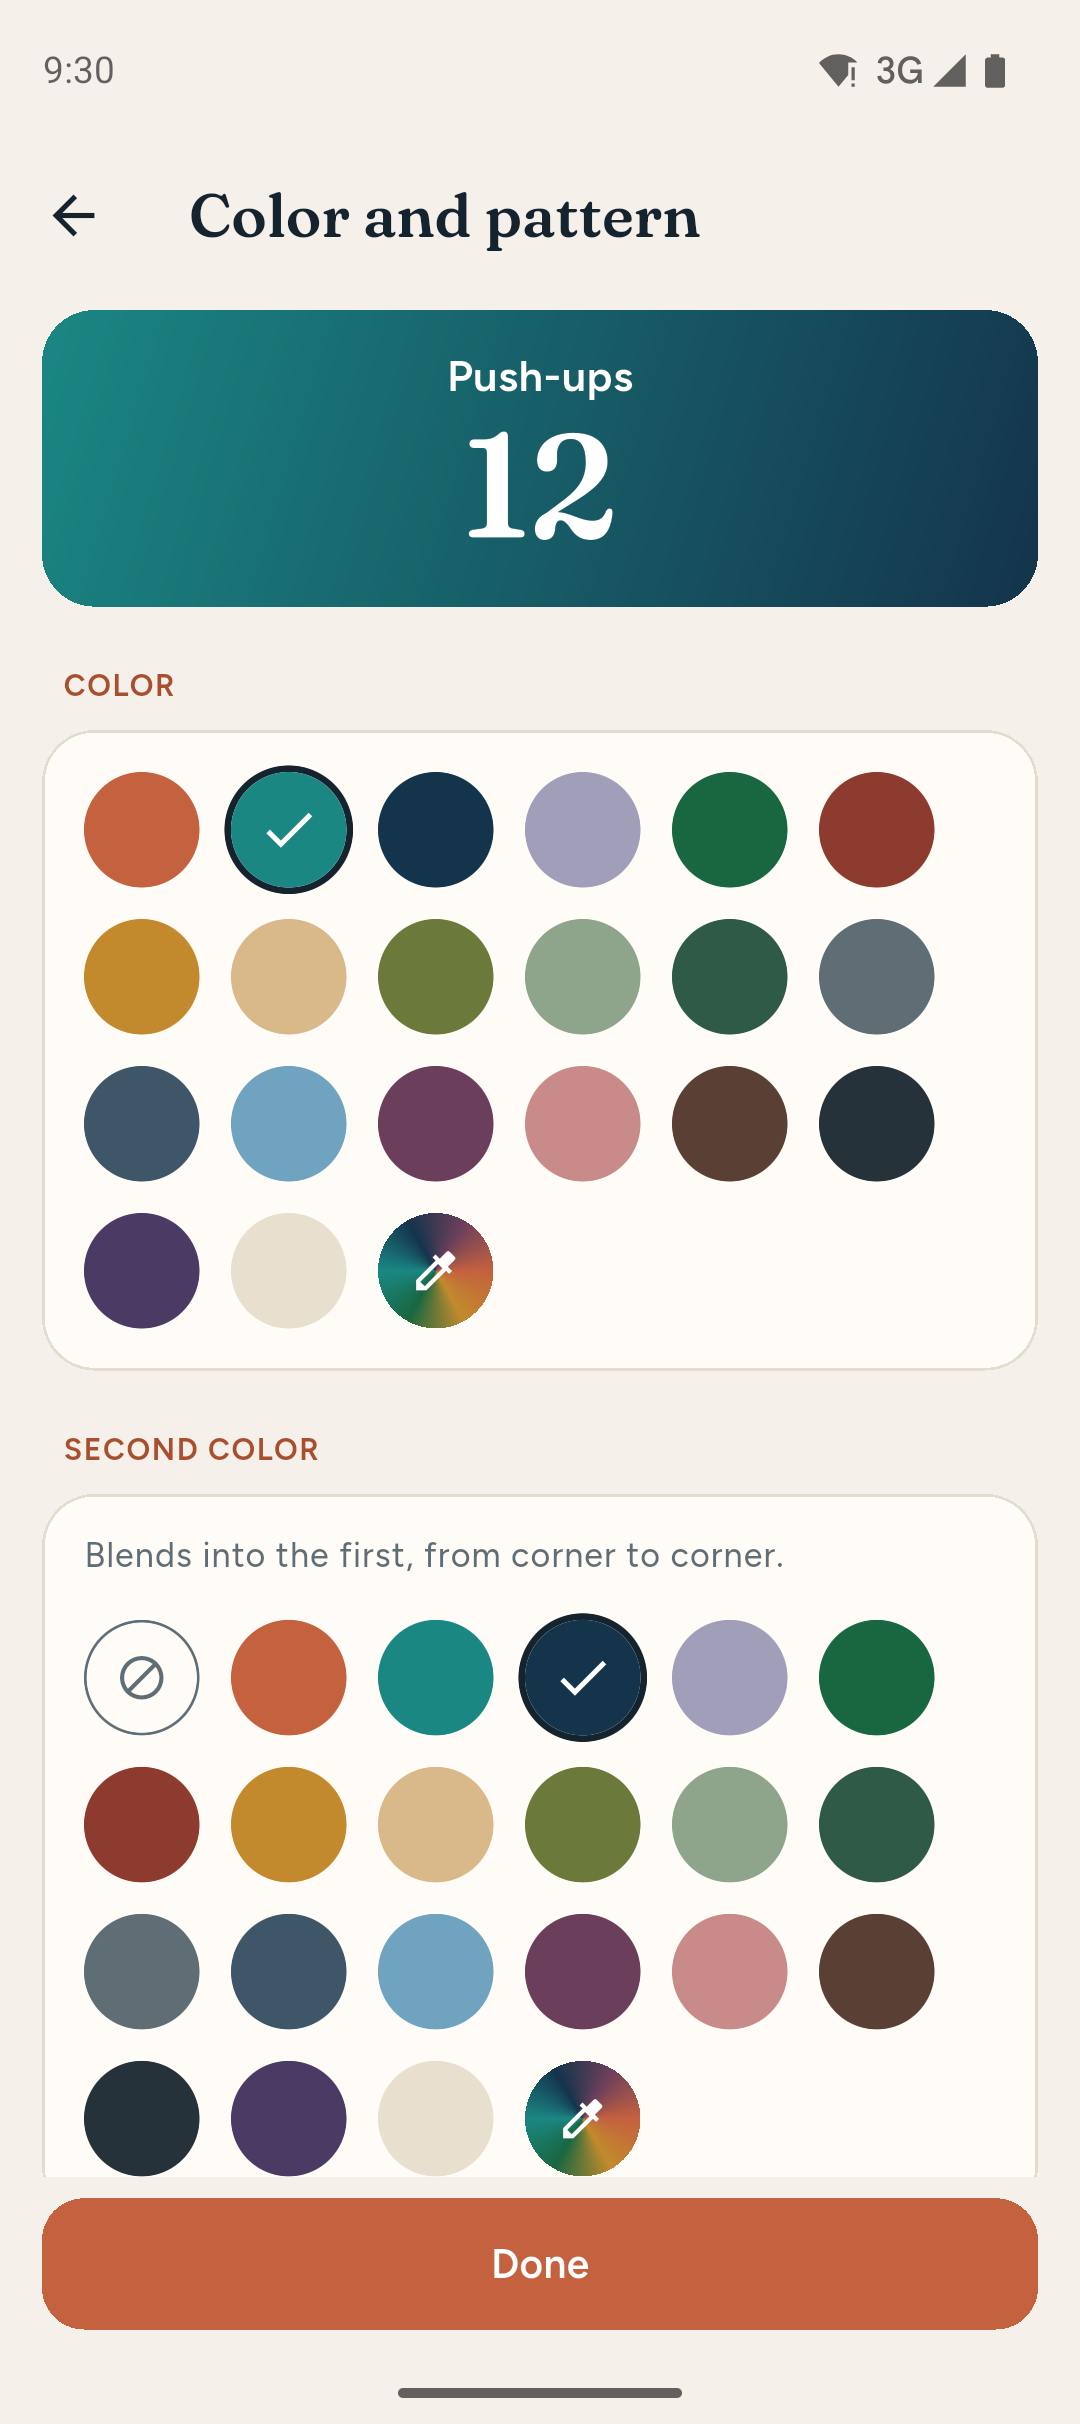 9:30
3G
Color and pattern
Push-ups
12
COLOR
SECOND COLOR
Blends into the first, from corner to corner.
Done